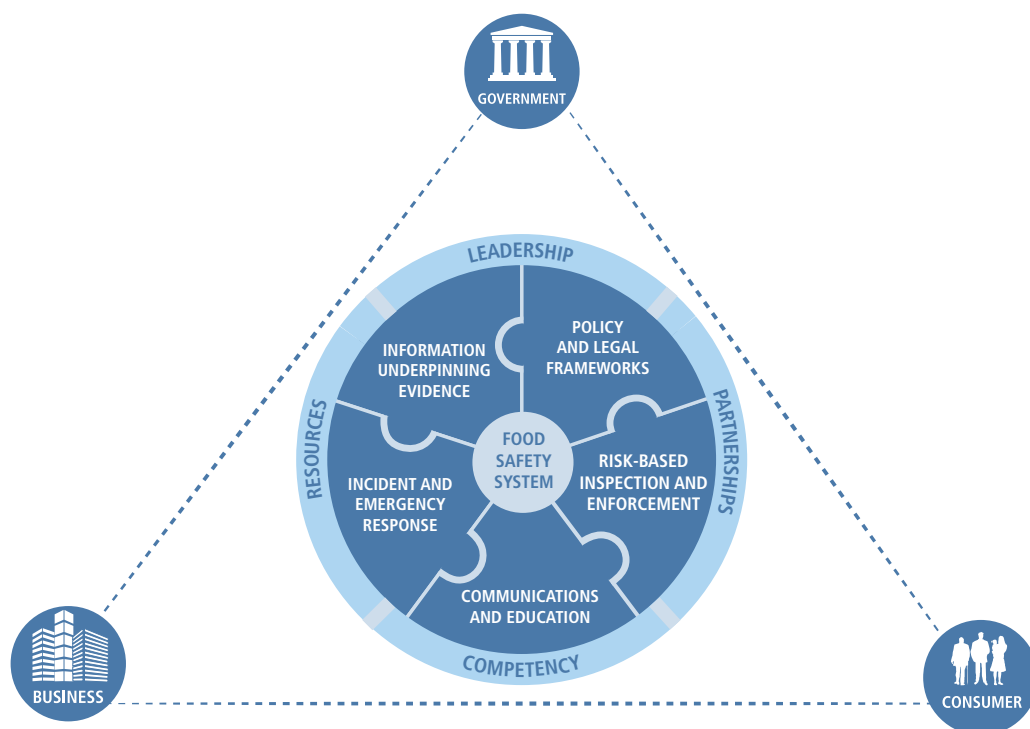 GOVERNMENT
LEADERSHIP
POLICY
AND LEGAL
FRAMEWORKS
INFORMATION
UNDERPINNING
EVIDENCE
RESOURCES
PARTNERSHIPS
FOOD
SAFETY
SYSTEM
RISK-BASED
INSPECTION AND
ENFORCEMENT
INCIDENT AND
EMERGENCY
RESPONSE
COMMUNICATIONS
AND EDUCATION
COMPETENCY
BUSINESS
CONSUMER